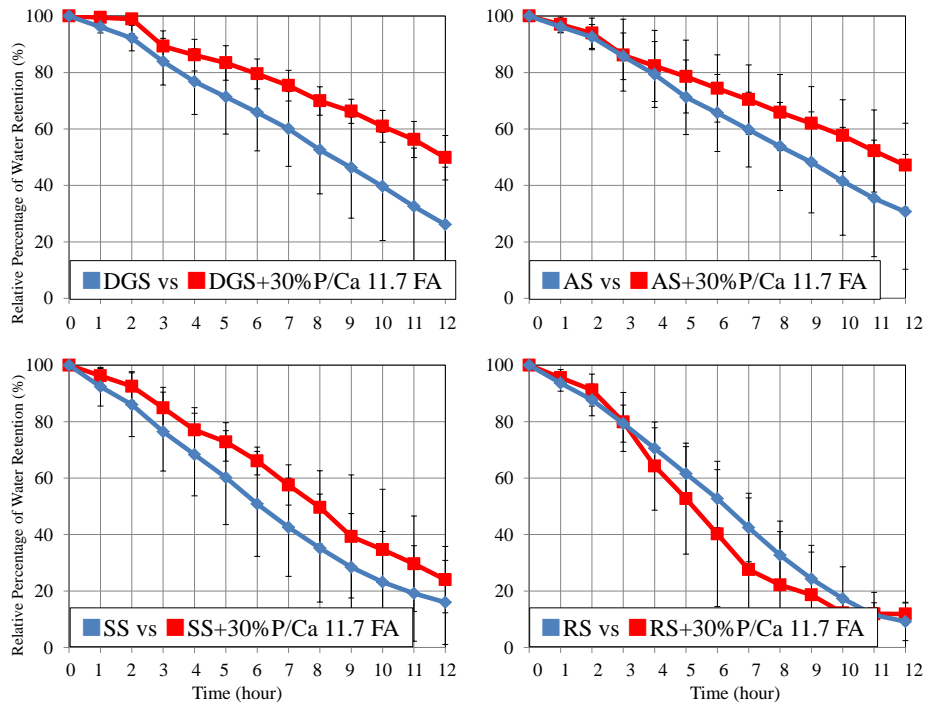 Relative Percentage of Water Retention (%)
100
80
60
40
20
0
DGS vs DGS+30%P/Ca 11.7 FA
0 1 2 3 4 5 6 7 8 9 10 11 12
100
80
60
40
20
0
AS vs AS+30%P/Ca 11.7 FA
0 1 2 3 4 5 6 7 8 9 10 11 12
Relative Percentage of Water Retention (%)
100
80
60
40
20
0
SS vs SS+30%P/Ca 11.7 FA
0 1 2 3 4 5 6 7 8 9 10 11 12
Time (hour)
100
80
60
40
20
0
RS vs RS+30%P/Ca 11.7 FA
0 1 2 3 4 5 6 7 8 9 10 11 12
Time (hour)